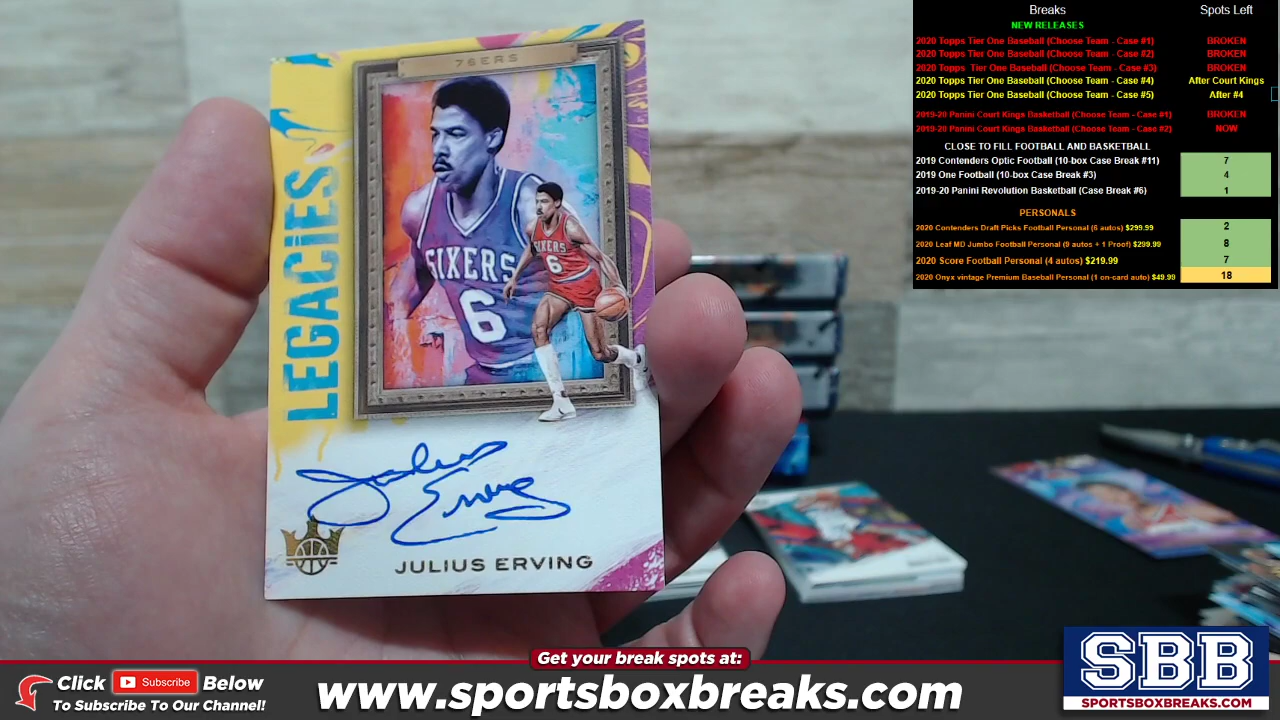 Breaks Spots Left
NEW RELEASES
2020 Topps Tier One Baseball (Choose Team - Case #1) BROKEN
2020 Topps Tier One Baseball (Choose Team - Case #2) BROKEN
2020 Topps Tier One Baseball (Choose Team - Case #3) BROKEN
2020 Topps Tier One Baseball (Choose Team - Case #4) After Court Kings
2020 Topps Tier One Baseball (Choose Team - Case #5) After #4
2019-20 Panini Court Kings Basketball (Choose Team - Case #1) BROKEN
2019-20 Panini Court Kings Basketball (Choose Team - Case #2) NOW
CLOSE TO FILL FOOTBALL AND BASKETBALL
2019 Contenders Optic Football (10-box Case Break #11) 7
2019 One Football (10-box Case Break #3) 4
2019-20 Panini Revolution Basketball (Case Break #6) 1
PERSONALS
2020 Contenders Draft Picks Football Personal (6 autos) $299.99 2
2020 Leaf MD Jumbo Football Personal (9 autos + 1 Proof) $299.99 8
2020 Score Football Personal (4 autos) $219.99 7
2020 Onyx vintage Premium Baseball Personal (1 on-card auto) $49.99 18
76ERS
LEGACIES
SIXERS
6
SIXERS
6
Julius
Erving
JULIUS ERVING
Get your break spots at:
Click Subscribe Below
To Subscribe To Our Channel!
www.sportsboxbreaks.com
SBB
SPORTSBOXBREAKS.COM